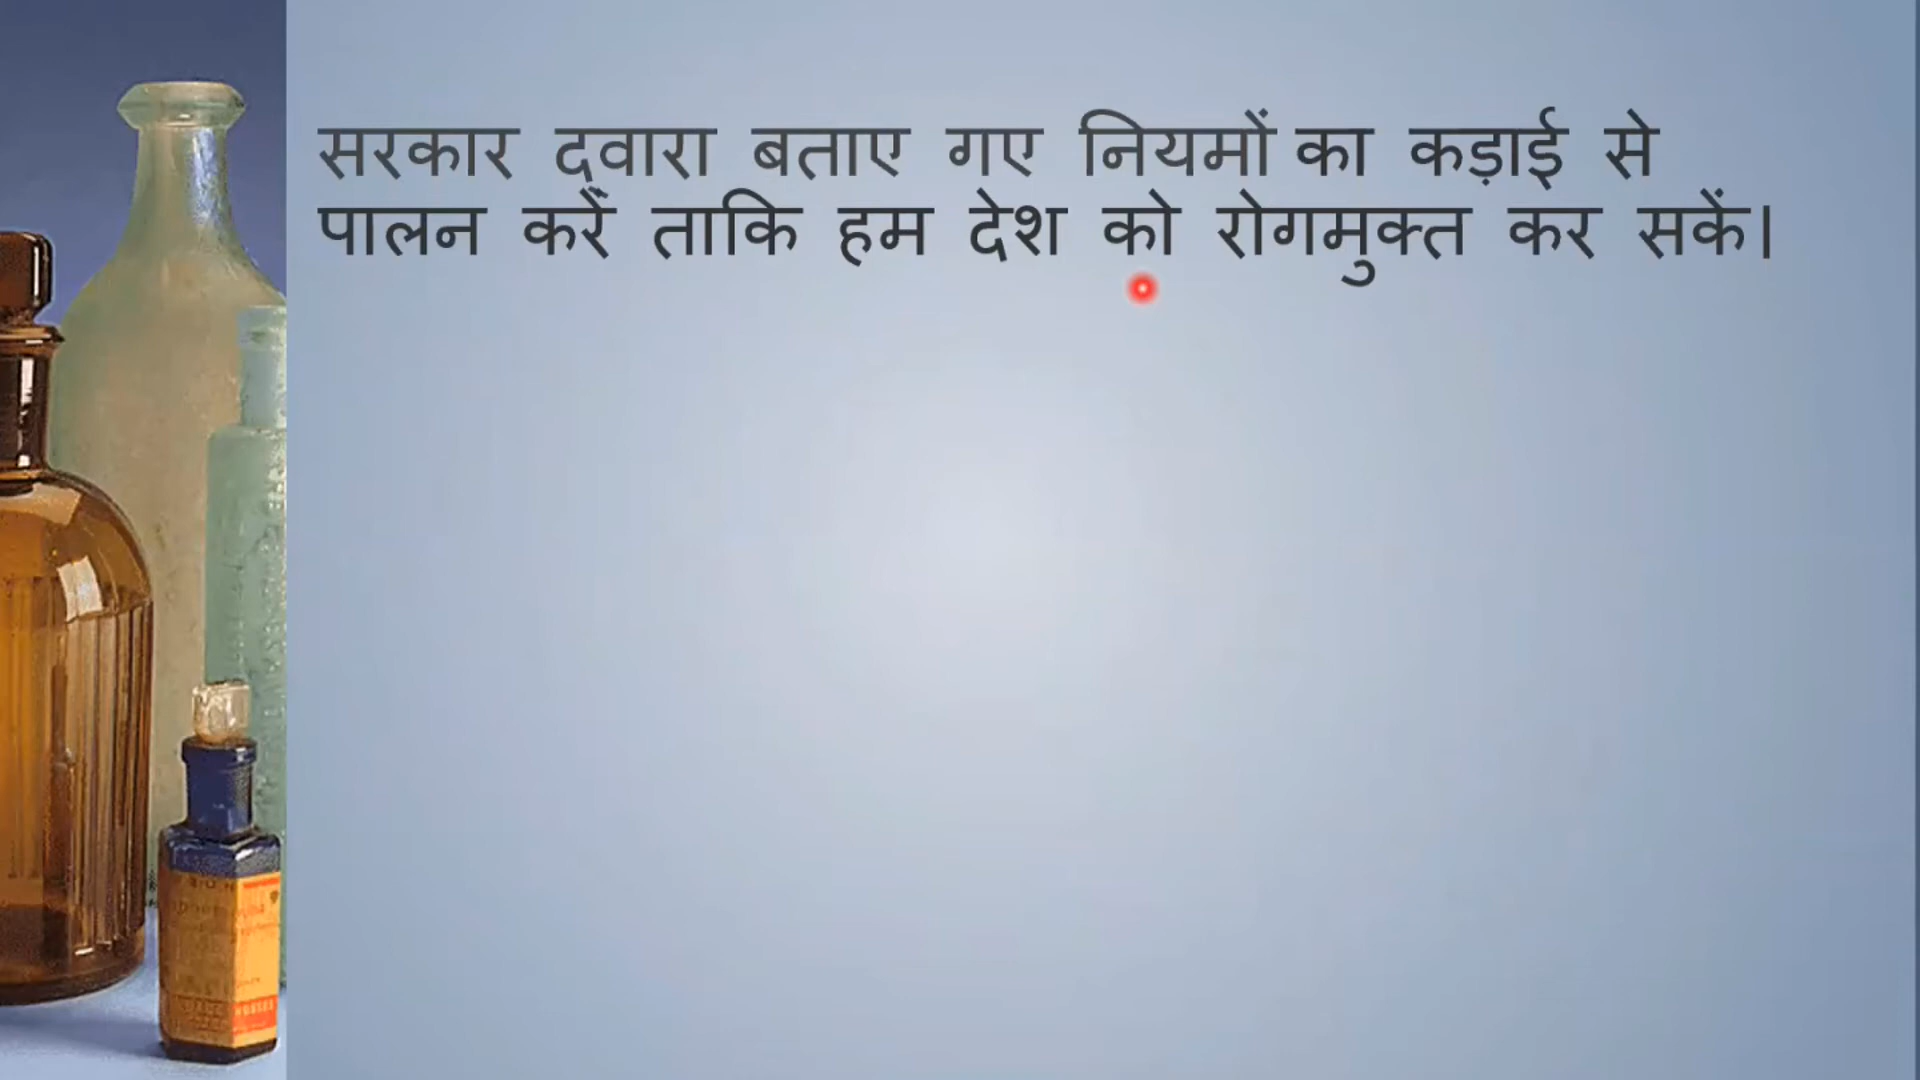 सरकार द्वारा बताए गए नियमों का कड़ाई से
पालन करें ताकि हम देश को रोगमुक्त कर सकें।